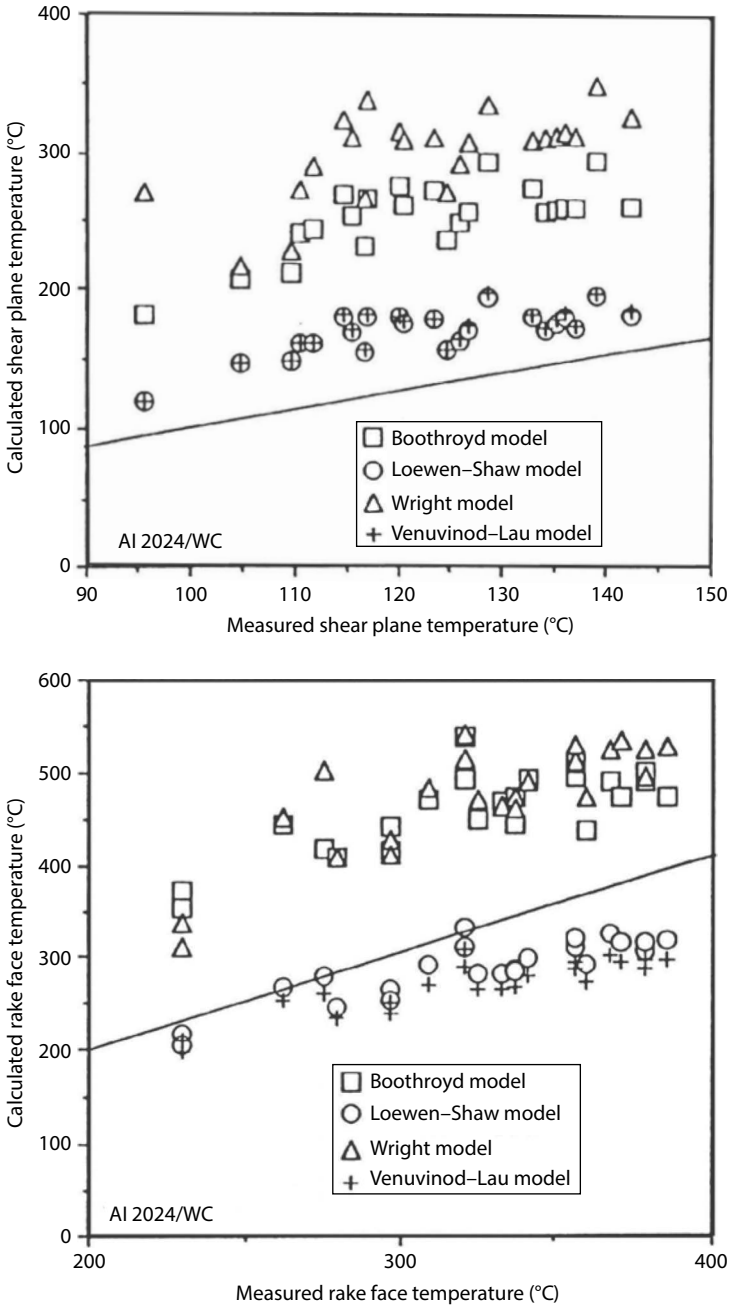 400
300
200
100
0
90
100
110
120
130
140
150
Calculated shear plane temperature (°C)
Measured shear plane temperature (°C)
Boothroyd model
Loewen–Shaw model
Wright model
Venuvinod–Lau model
Al 2024/WC
600
500
400
300
200
100
0
200
300
400
Calculated rake face temperature (°C)
Measured rake face temperature (°C)
Boothroyd model
Loewen–Shaw model
Wright model
Venuvinod–Lau model
Al 2024/WC